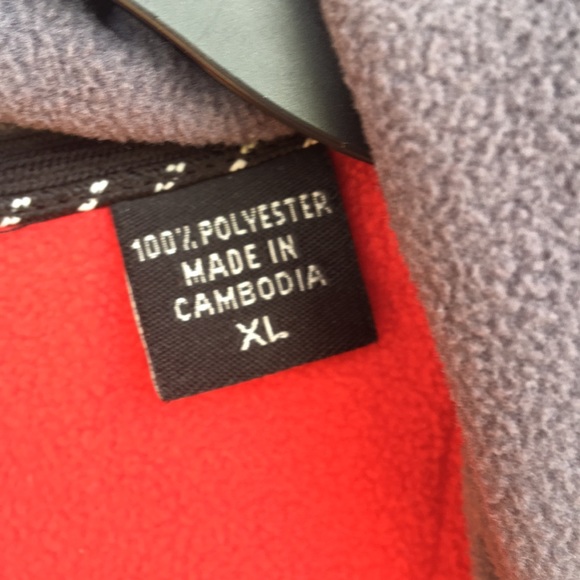 100% POLYESTER
MADE IN
CAMBODIA
XL